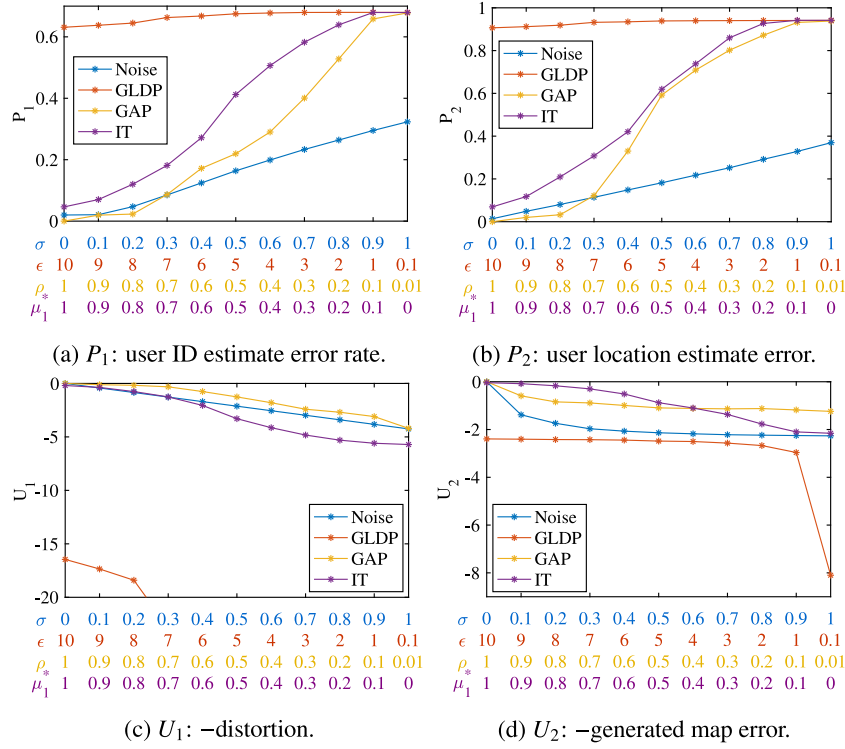 P1
0.6
0.4
0.2
0
Noise
GLDP
GAP
IT
σ 0 0.1 0.2 0.3 0.4 0.5 0.6 0.7 0.8 0.9 1
ϵ 10 9 8 7 6 5 4 3 2 1 0.1
ρ 1 0.9 0.8 0.7 0.6 0.5 0.4 0.3 0.2 0.1 0.01
μ1* 1 0.9 0.8 0.7 0.6 0.5 0.4 0.3 0.2 0.1 0
(a) P1: user ID estimate error rate.
P2
1
0.8
0.6
0.4
0.2
0
Noise
GLDP
GAP
IT
σ 0 0.1 0.2 0.3 0.4 0.5 0.6 0.7 0.8 0.9 1
ϵ 10 9 8 7 6 5 4 3 2 1 0.1
ρ 1 0.9 0.8 0.7 0.6 0.5 0.4 0.3 0.2 0.1 0.01
μ1* 1 0.9 0.8 0.7 0.6 0.5 0.4 0.3 0.2 0.1 0
(b) P2: user location estimate error.
U1
0
-5
-10
-15
-20
Noise
GLDP
GAP
IT
σ 0 0.1 0.2 0.3 0.4 0.5 0.6 0.7 0.8 0.9 1
ϵ 10 9 8 7 6 5 4 3 2 1 0.1
ρ 1 0.9 0.8 0.7 0.6 0.5 0.4 0.3 0.2 0.1 0.01
μ1* 1 0.9 0.8 0.7 0.6 0.5 0.4 0.3 0.2 0.1 0
(c) U1: −distortion.
U2
0
-2
-4
-6
-8
Noise
GLDP
GAP
IT
σ 0 0.1 0.2 0.3 0.4 0.5 0.6 0.7 0.8 0.9 1
ϵ 10 9 8 7 6 5 4 3 2 1 0.1
ρ 1 0.9 0.8 0.7 0.6 0.5 0.4 0.3 0.2 0.1 0.01
μ1* 1 0.9 0.8 0.7 0.6 0.5 0.4 0.3 0.2 0.1 0
(d) U2: −generated map error.